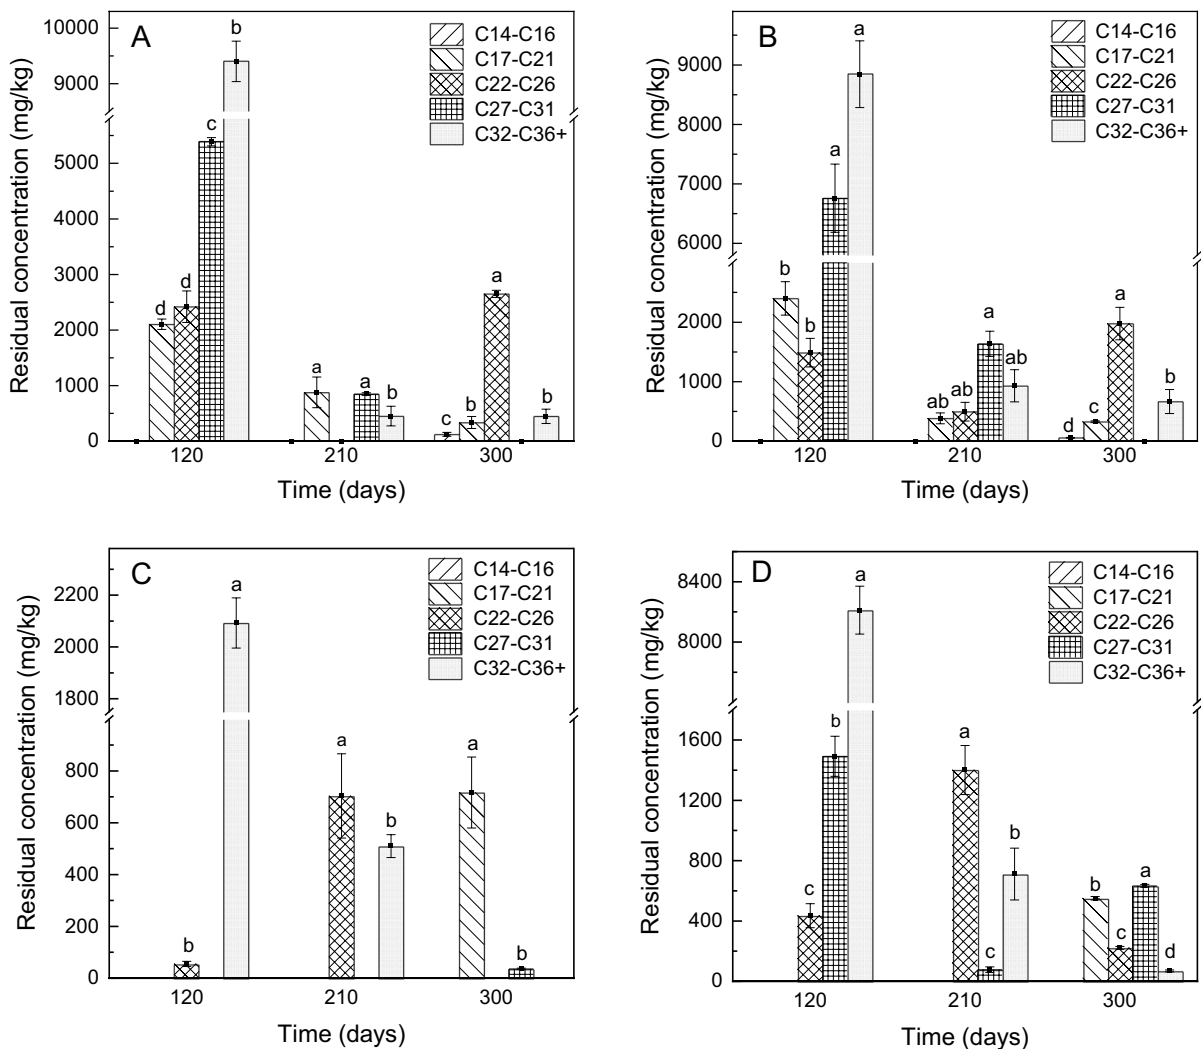 A
C14-C16
C17-C21
C22-C26
C27-C31
C32-C36+
Residual concentration (mg/kg)
10000
9000
5000
4000
3000
2000
1000
0
d
d
c
b
a
a
b
c
b
a
b
120
210
300
Time (days)
B
C14-C16
C17-C21
C22-C26
C27-C31
C32-C36+
Residual concentration (mg/kg)
9000
8000
7000
6000
2000
1000
0
b
b
a
a
ab
ab
a
ab
d
c
a
b
120
210
300
Time (days)
C
C14-C16
C17-C21
C22-C26
C27-C31
C32-C36+
Residual concentration (mg/kg)
2200
2000
1800
800
600
400
200
0
b
a
a
b
a
b
120
210
300
Time (days)
D
C14-C16
C17-C21
C22-C26
C27-C31
C32-C36+
Residual concentration (mg/kg)
8400
8000
1600
1200
800
400
0
c
b
a
a
c
b
b
c
a
d
120
210
300
Time (days)